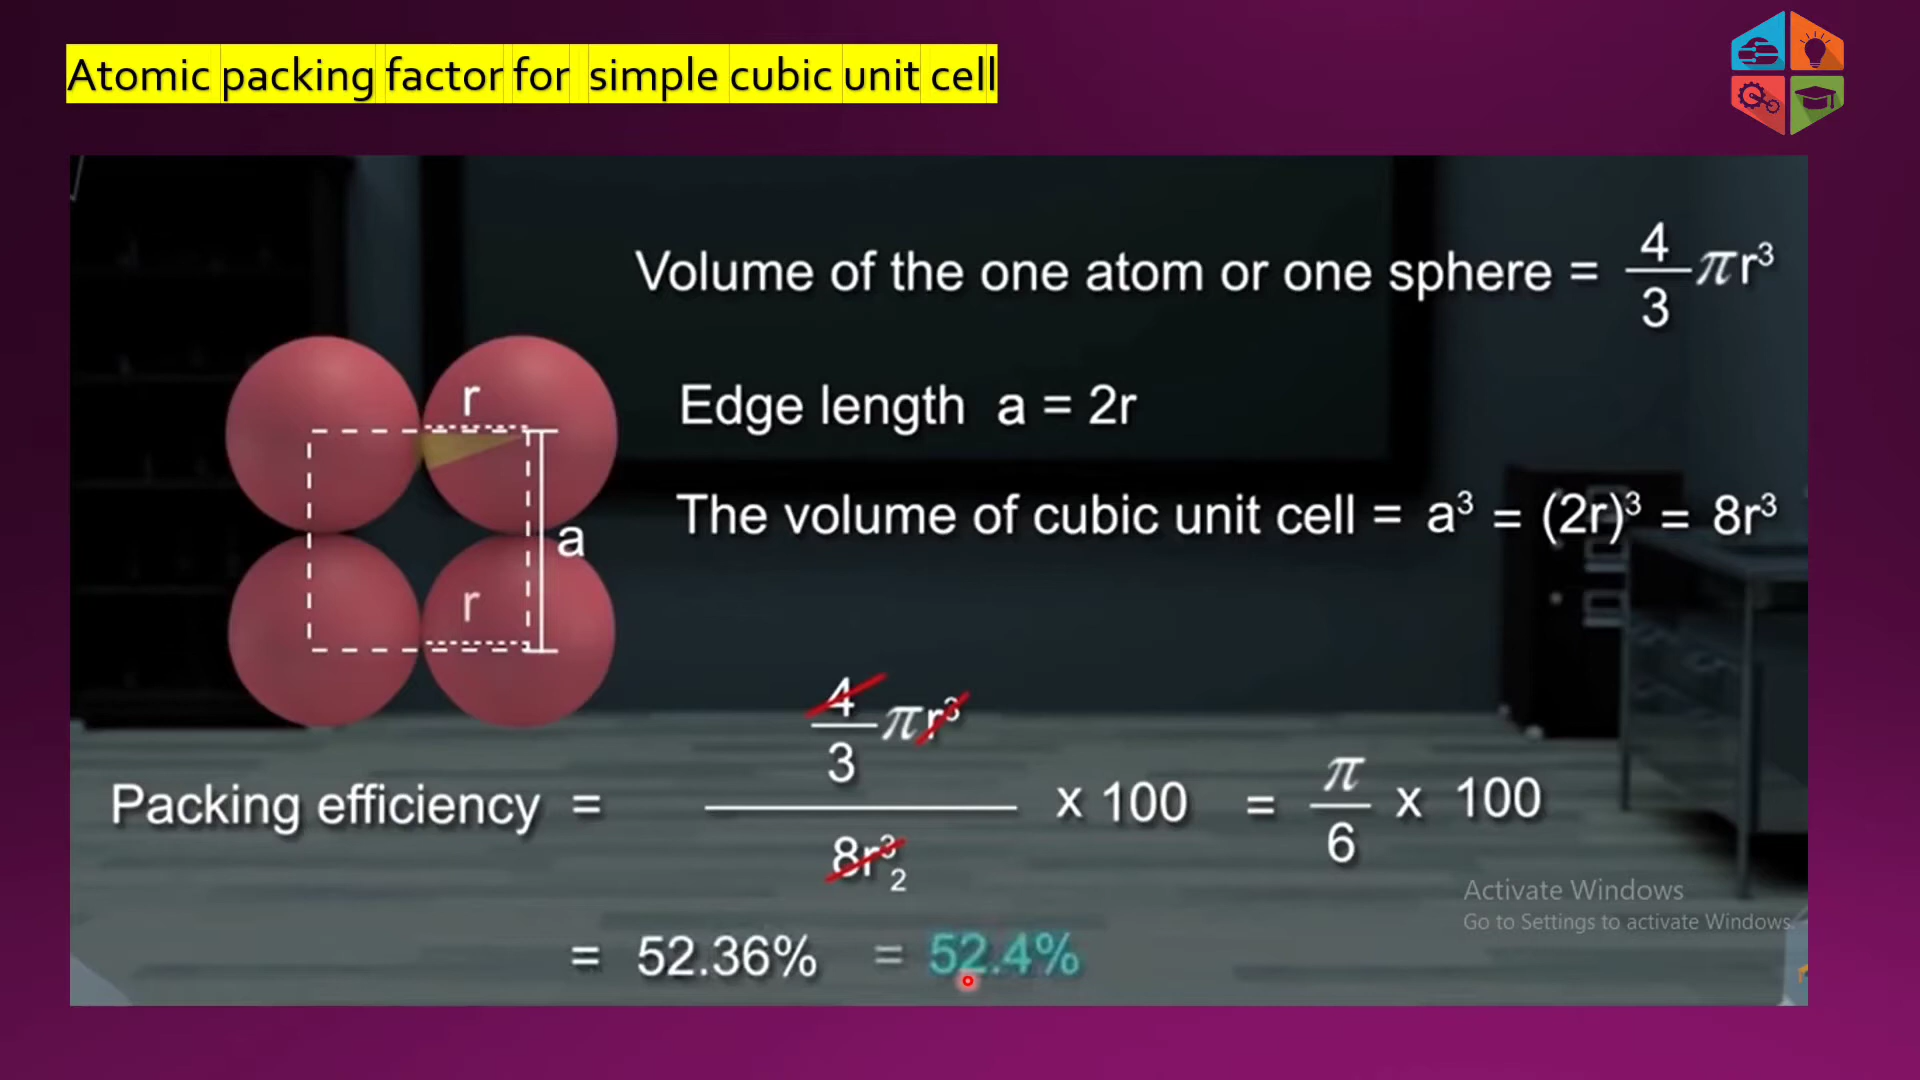 Atomic packing factor for simple cubic unit cell
Volume of the one atom or one sphere = 4/3 πr³
r
Edge length a = 2r
The volume of cubic unit cell = a³ = (2r)³ = 8r³
a
r
Packing efficiency = 4/3 πr³ / 8r³ 2 x 100 = π/6 x 100
Activate Windows
Go to Settings to activate Windows.
= 52.36% = 52.4%